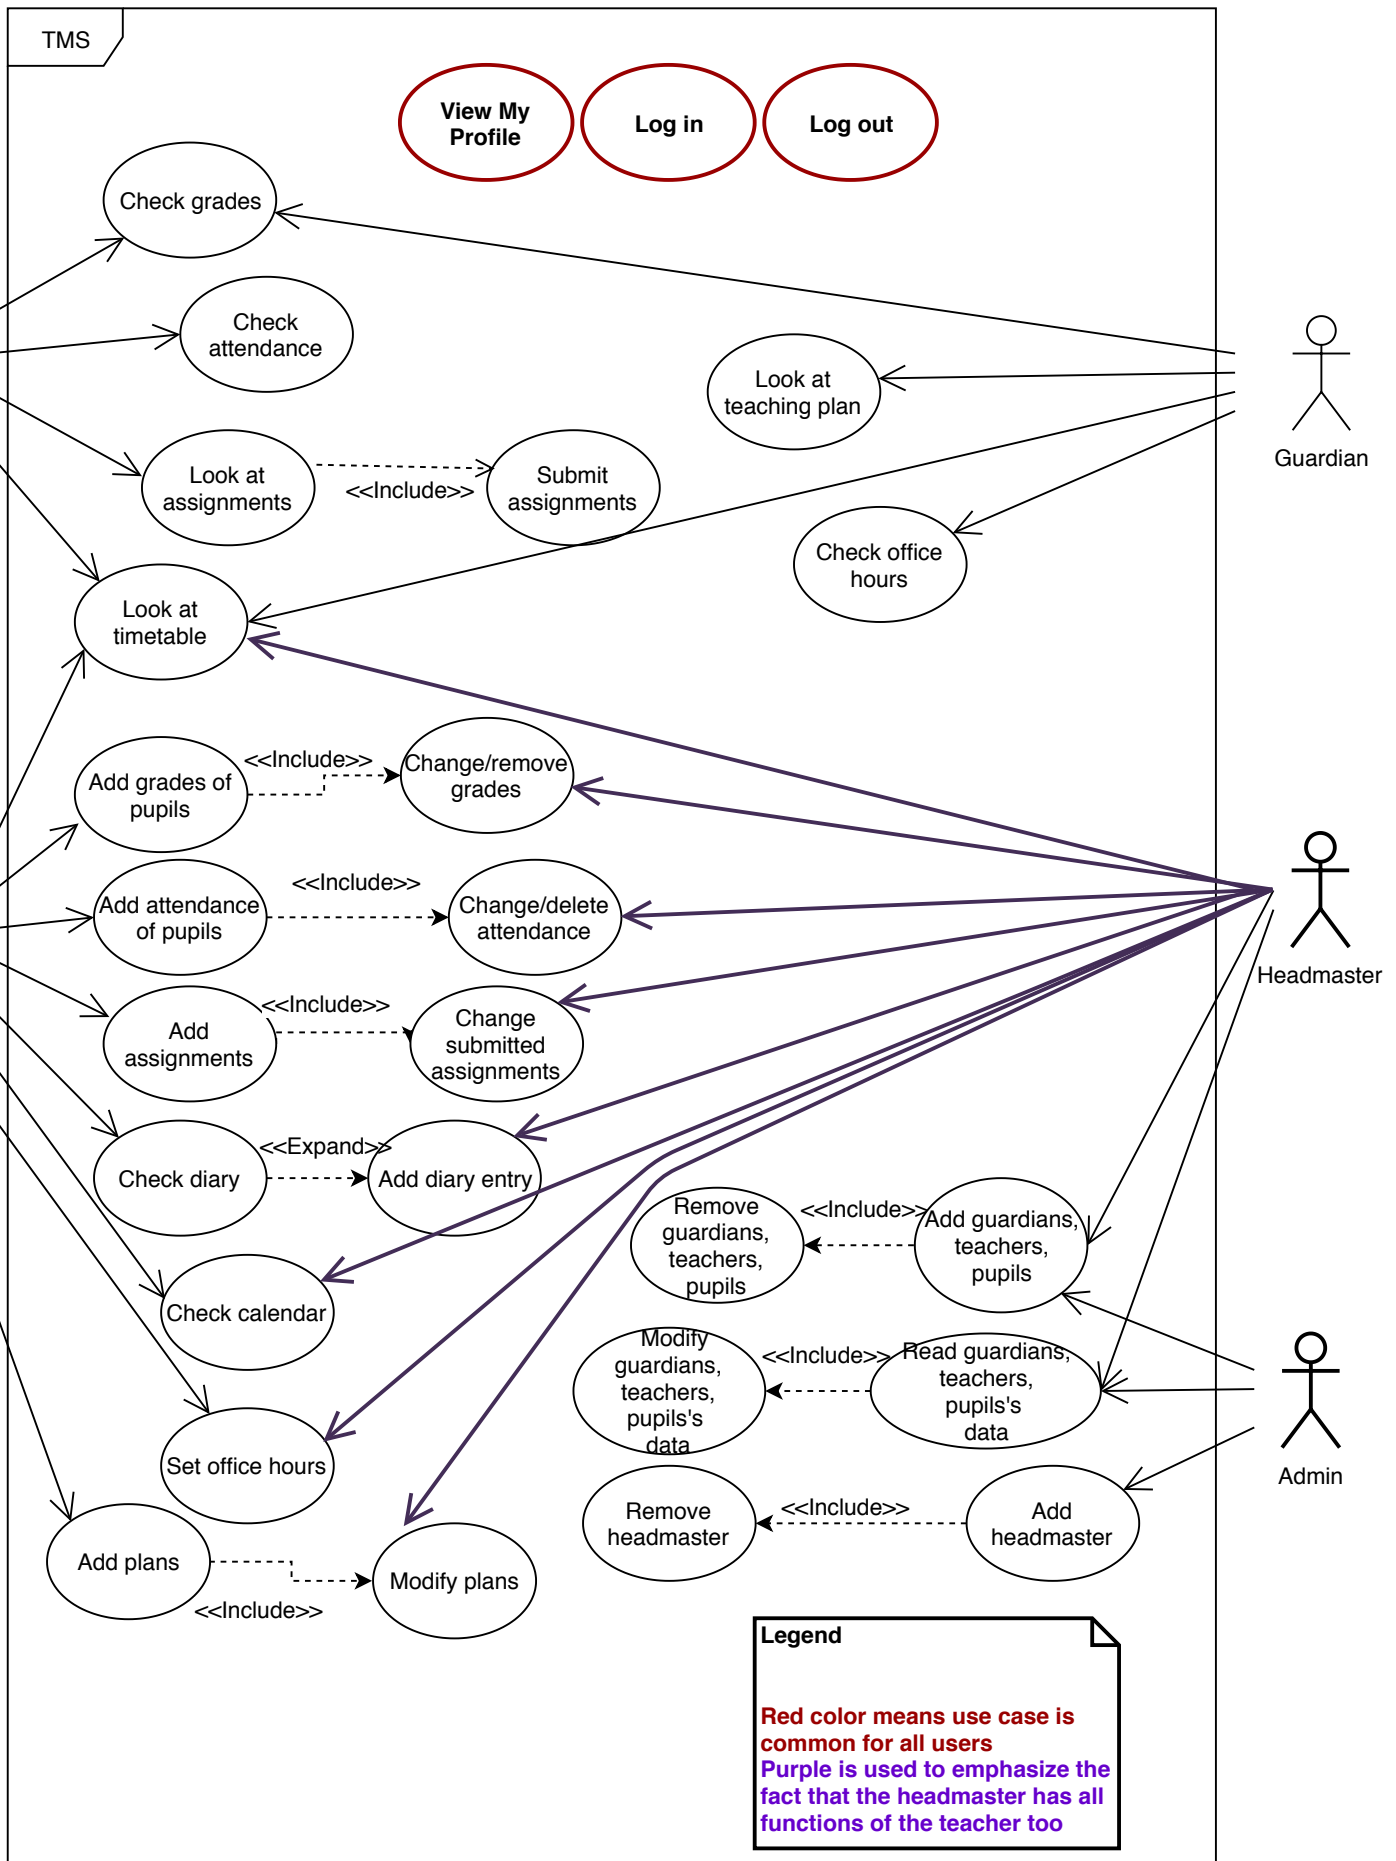 TMS
View My
Profile
Log in
Log out
Check grades
Check
attendance
Look at
teaching plan
Guardian
Look at
assignments
<<Include>>
Submit
assignments
Check office
hours
Look at
timetable
Add grades of
pupils
<<Include>>
Change/remove
grades
Add attendance
of pupils
<<Include>>
Change/delete
attendance
Headmaster
Add
assignments
<<Include>>
Change
submitted
assignments
Check diary
<<Expand>>
Add diary entry
Remove
guardians,
teachers,
pupils
<<Include>>
Add guardians,
teachers,
pupils
Check calendar
Modify
guardians,
teachers,
pupils's
data
<<Include>>
Read guardians,
teachers,
pupils's
data
Admin
Set office hours
Remove
headmaster
<<Include>>
Add
headmaster
Add plans
<<Include>>
Modify plans
Legend
Red color means use case is
common for all users
Purple is used to emphasize the
fact that the headmaster has all
functions of the teacher too